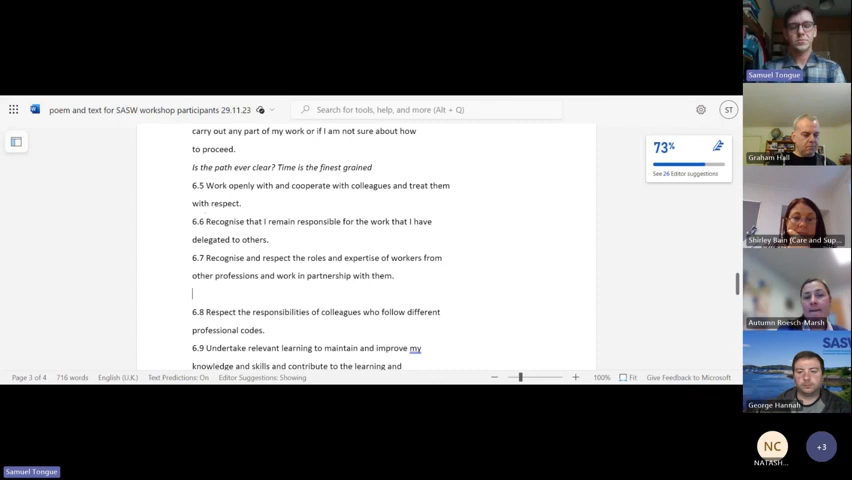 Samuel Tongue
poem and text for SASW workshop participants 29.11.23
Search for tools, help, and more (Alt + Q)
ST
carry out any part of my work or if I am not sure about how
to proceed.
Is the path ever clear? Time is the finest grained
6.5 Work openly with and cooperate with colleagues and treat them
with respect.
6.6 Recognise that I remain responsible for the work that I have
delegated to others.
6.7 Recognise and respect the roles and expertise of workers from
other professions and work in partnership with them.
6.8 Respect the responsibilities of colleagues who follow different
professional codes.
6.9 Undertake relevant learning to maintain and improve my
knowledge and skills and contribute to the learning and
73%
See 26 Editor suggestions
Graham Hall
Shirley Bain (Care and Sup...
Autumn Roesch-Marsh
SASW
George Hannah
Page 3 of 4 716 words English (U.K.) Text Predictions: On Editor Suggestions: Showing 100% Fit Give Feedback to Microsoft
NC
+3
NATASH...
Samuel Tongue